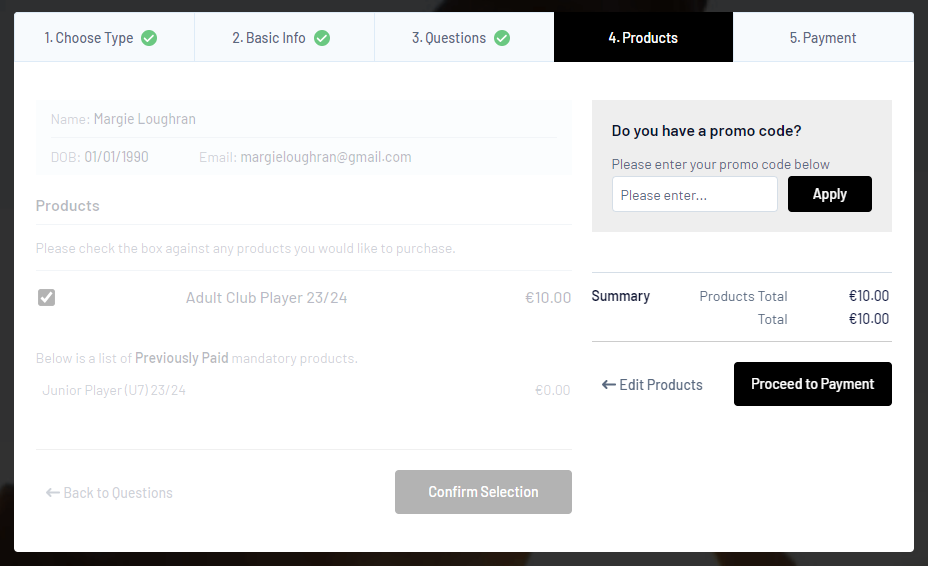 1. Choose Type
2. Basic Info
3. Questions
4. Products
5. Payment
Name: Margie Loughran
DOB: 01/01/1990 Email: margieloughran@gmail.com
Products
Please check the box against any products you would like to purchase.
Adult Club Player 23/24 €10.00
Below is a list of Previously Paid mandatory products.
Junior Player (U7) 23/24 €0.00
Back to Questions
Confirm Selection
Do you have a promo code?
Please enter your promo code below
Please enter...
Apply
Summary Products Total €10.00
Total €10.00
Edit Products
Proceed to Payment